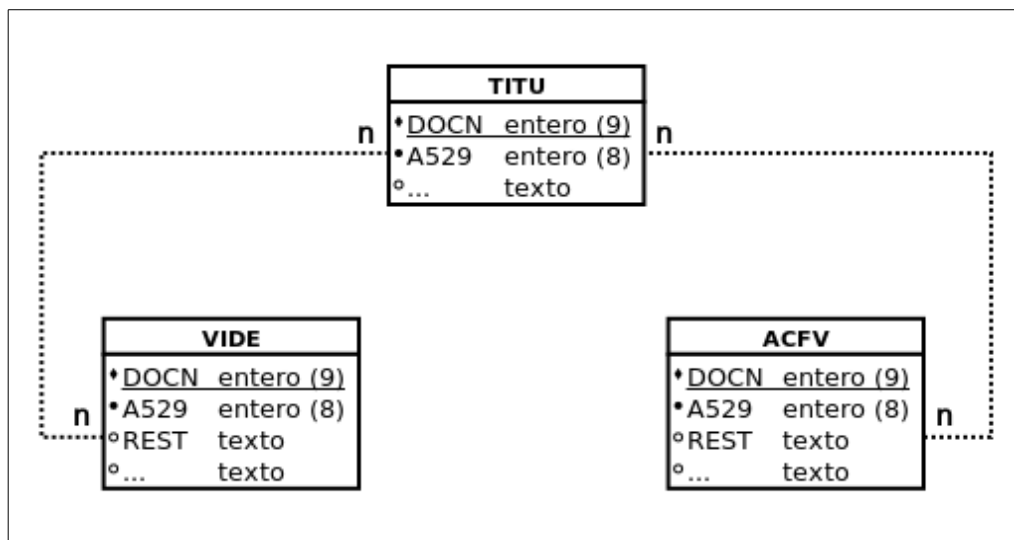 TITU
n
DOCN entero (9)
n
A529 entero (8)
... texto
VIDE
DOCN entero (9)
n
A529 entero (8)
REST texto
... texto
ACFV
DOCN entero (9)
A529 entero (8)
n
REST texto
... texto